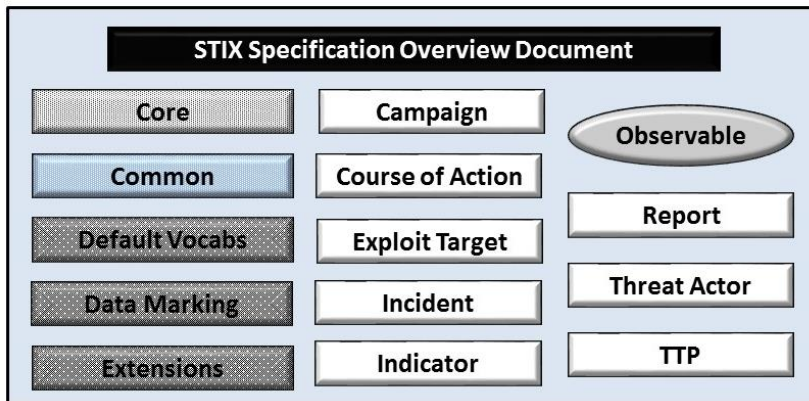 STIX Specification Overview Document
Core
Common
Default Vocabs
Data Marking
Extensions
Campaign
Course of Action
Exploit Target
Incident
Indicator
Observable
Report
Threat Actor
TTP